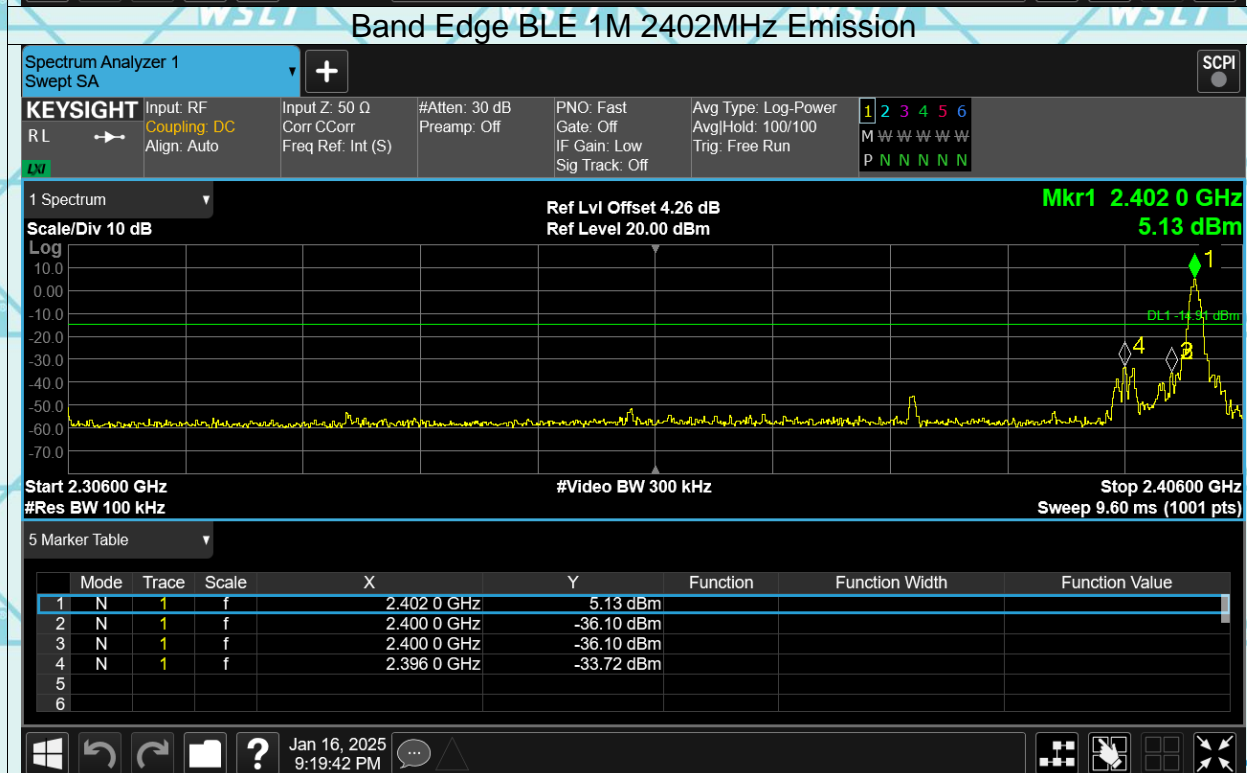 Band Edge BLE 1M 2402MHz Emission
Spectrum Analyzer 1
Swept SA
SCPI
KEYSIGHT
R L
LXI
Input: RF
Coupling: DC
Align: Auto
Input Z: 50 Ω
Corr CCorr
Freq Ref: Int (S)
#Atten: 30 dB
Preamp: Off
PNO: Fast
Gate: Off
IF Gain: Low
Sig Track: Off
Avg Type: Log-Power
Avg|Hold: 100/100
Trig: Free Run
1 2 3 4 5 6
M W W W W W
P N N N N N
1 Spectrum
Scale/Div 10 dB
Ref Lvl Offset 4.26 dB
Ref Level 20.00 dBm
Mkr1 2.402 0 GHz
5.13 dBm
Log
10.0
0.00
-10.0
-20.0
-30.0
-40.0
-50.0
-60.0
-70.0
1
DL1 -14.91 dBm
4
Start 2.30600 GHz
#Res BW 100 kHz
#Video BW 300 kHz
Stop 2.40600 GHz
Sweep 9.60 ms (1001 pts)
5 Marker Table
Mode Trace Scale X Y Function Function Width Function Value
1 N 1 f 2.402 0 GHz 5.13 dBm
2 N 1 f 2.400 0 GHz -36.10 dBm
3 N 1 f 2.400 0 GHz -36.10 dBm
4 N 1 f 2.396 0 GHz -33.72 dBm
5
6
Jan 16, 2025
9:19:42 PM